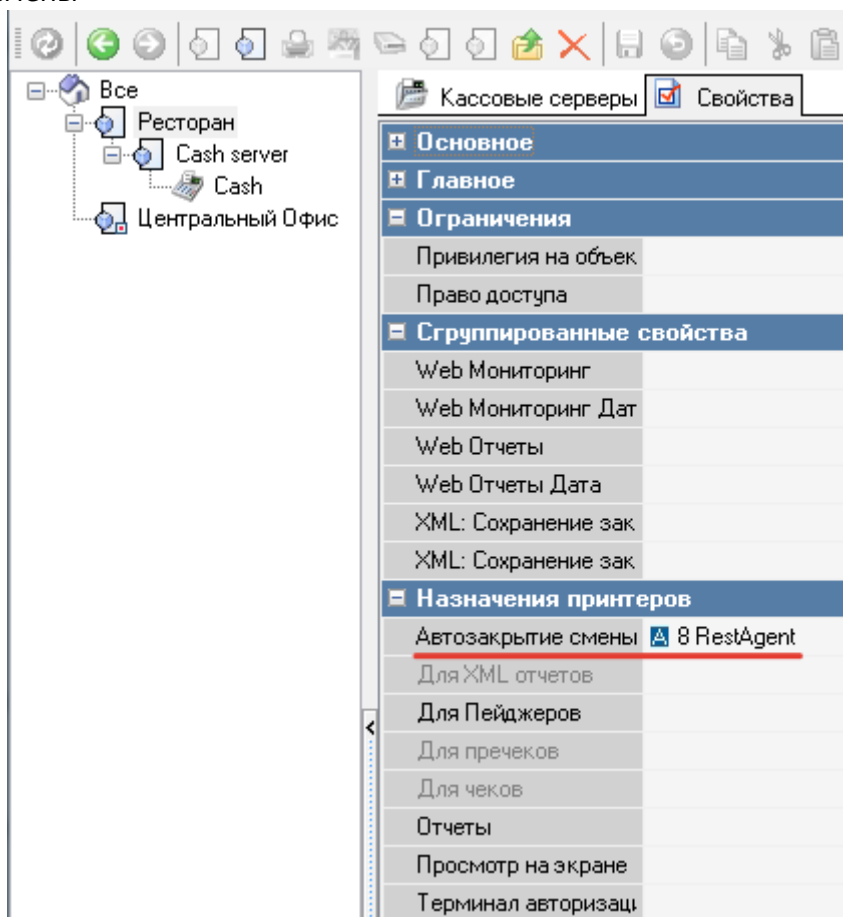 Все
Ресторан
Cash server
Cash
Центральный Офис
Кассовые серверы
Свойства
Основное
Главное
Ограничения
Привилегия на объек
Право доступа
Сгруппированные свойства
Web Мониторинг
Web Мониторинг Дат
Web Отчеты
Web Отчеты Дата
XML: Сохранение зак
XML: Сохранение зак
Назначения принтеров
Автозакрытие смены A 8 RestAgent
Для XML отчетов
Для Пейджеров
Для пречеков
Для чеков
Отчеты
Просмотр на экране
Терминал авторизаци